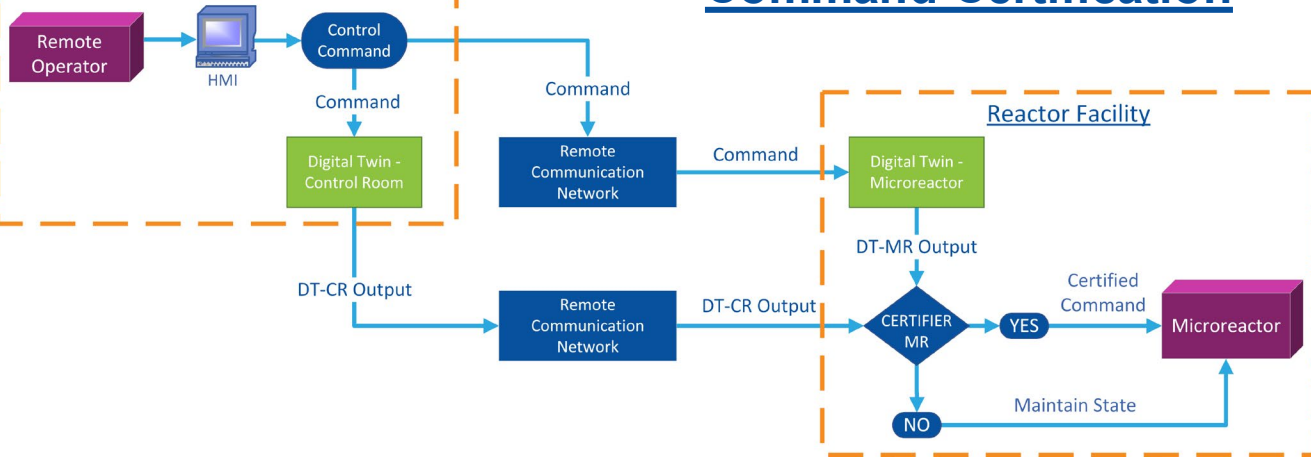 Command Certification
Remote
Operator
HMI
Control
Command
Command
Digital Twin -
Control Room
Command
Remote
Communication
Network
Command
Reactor Facility
Digital Twin -
Microreactor
DT-MR Output
DT-CR Output
Remote
Communication
Network
DT-CR Output
CERTIFIER
MR
YES
Certified
Command
Microreactor
NO
Maintain State